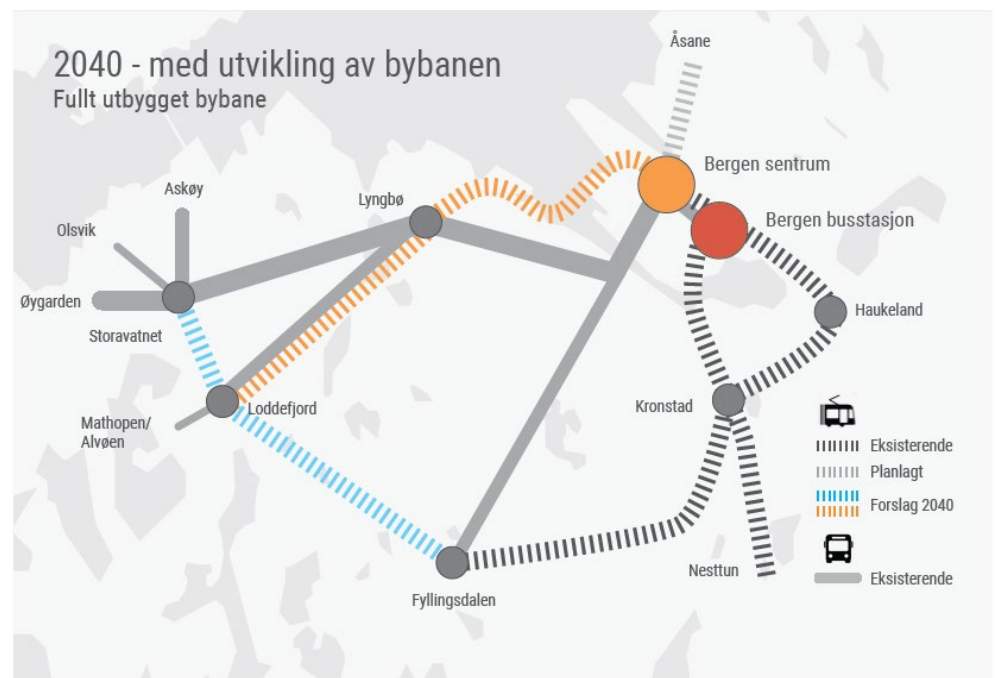 2040 - med utvikling av bybanen
Fullt utbygget bybane
Åsane
Bergen sentrum
Askøy
Lyngbø
Bergen busstasjon
Olsvik
Øygarden
Haukeland
Storavatnet
Loddefjord
Kronstad
Mathopen/
Alvøen
Eksisterende
Planlagt
Forslag 2040
Nesttun
Eksisterende
Fyllingsdalen